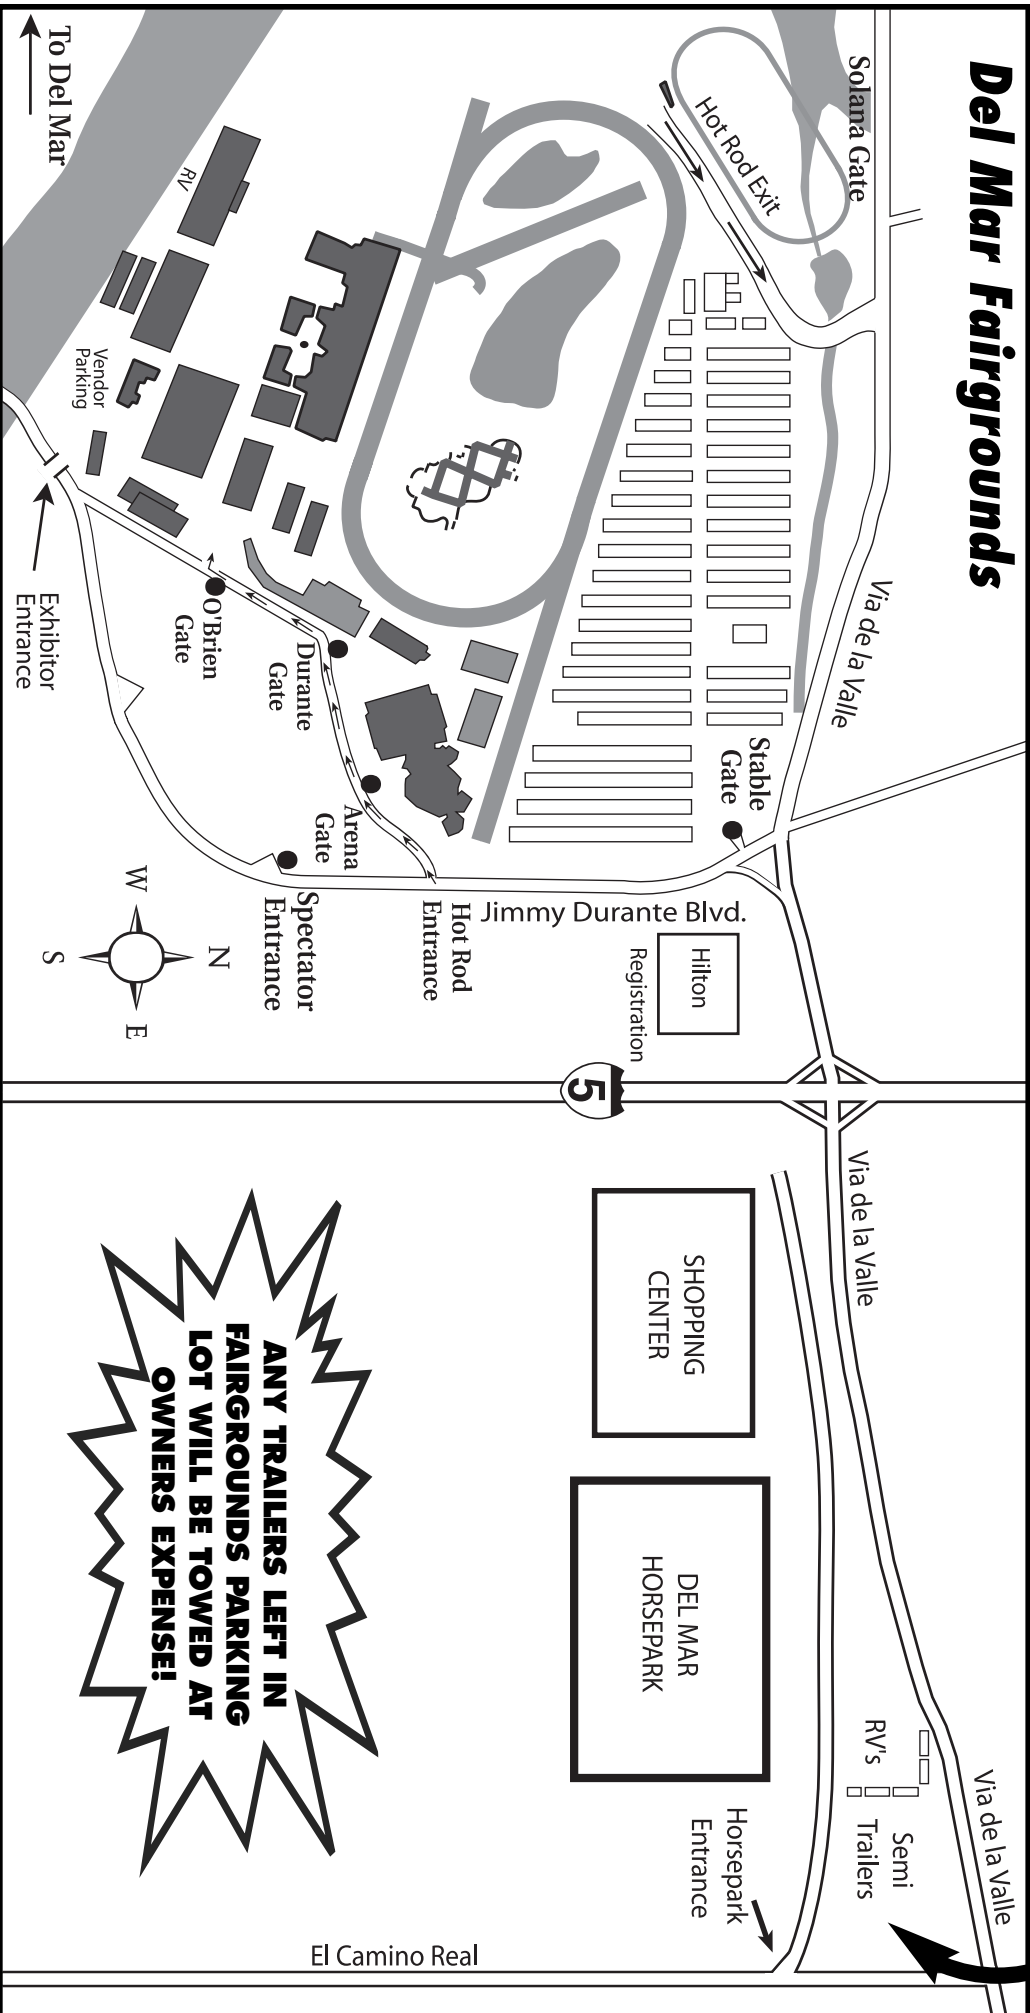 Del Mar Fairgrounds
Solana Gate
Hot Rod Exit
Via de la Valle
To Del Mar
RV
Vendor
Parking
Stable
Gate
Exhibitor
Entrance
O'Brien
Gate
Durante
Gate
Arena
Gate
Spectator
Entrance
Hot Rod
Entrance
Jimmy Durante Blvd.
Hilton
Registration
N
W
E
S
5
Via de la Valle
SHOPPING
CENTER
DEL MAR
HORSEPARK
RV's
Semi
Trailers
Via de la Valle
Horsepark
Entrance
El Camino Real
ANY TRAILERS LEFT IN
FAIRGROUNDS PARKING
LOT WILL BE TOWED AT
OWNERS EXPENSE!